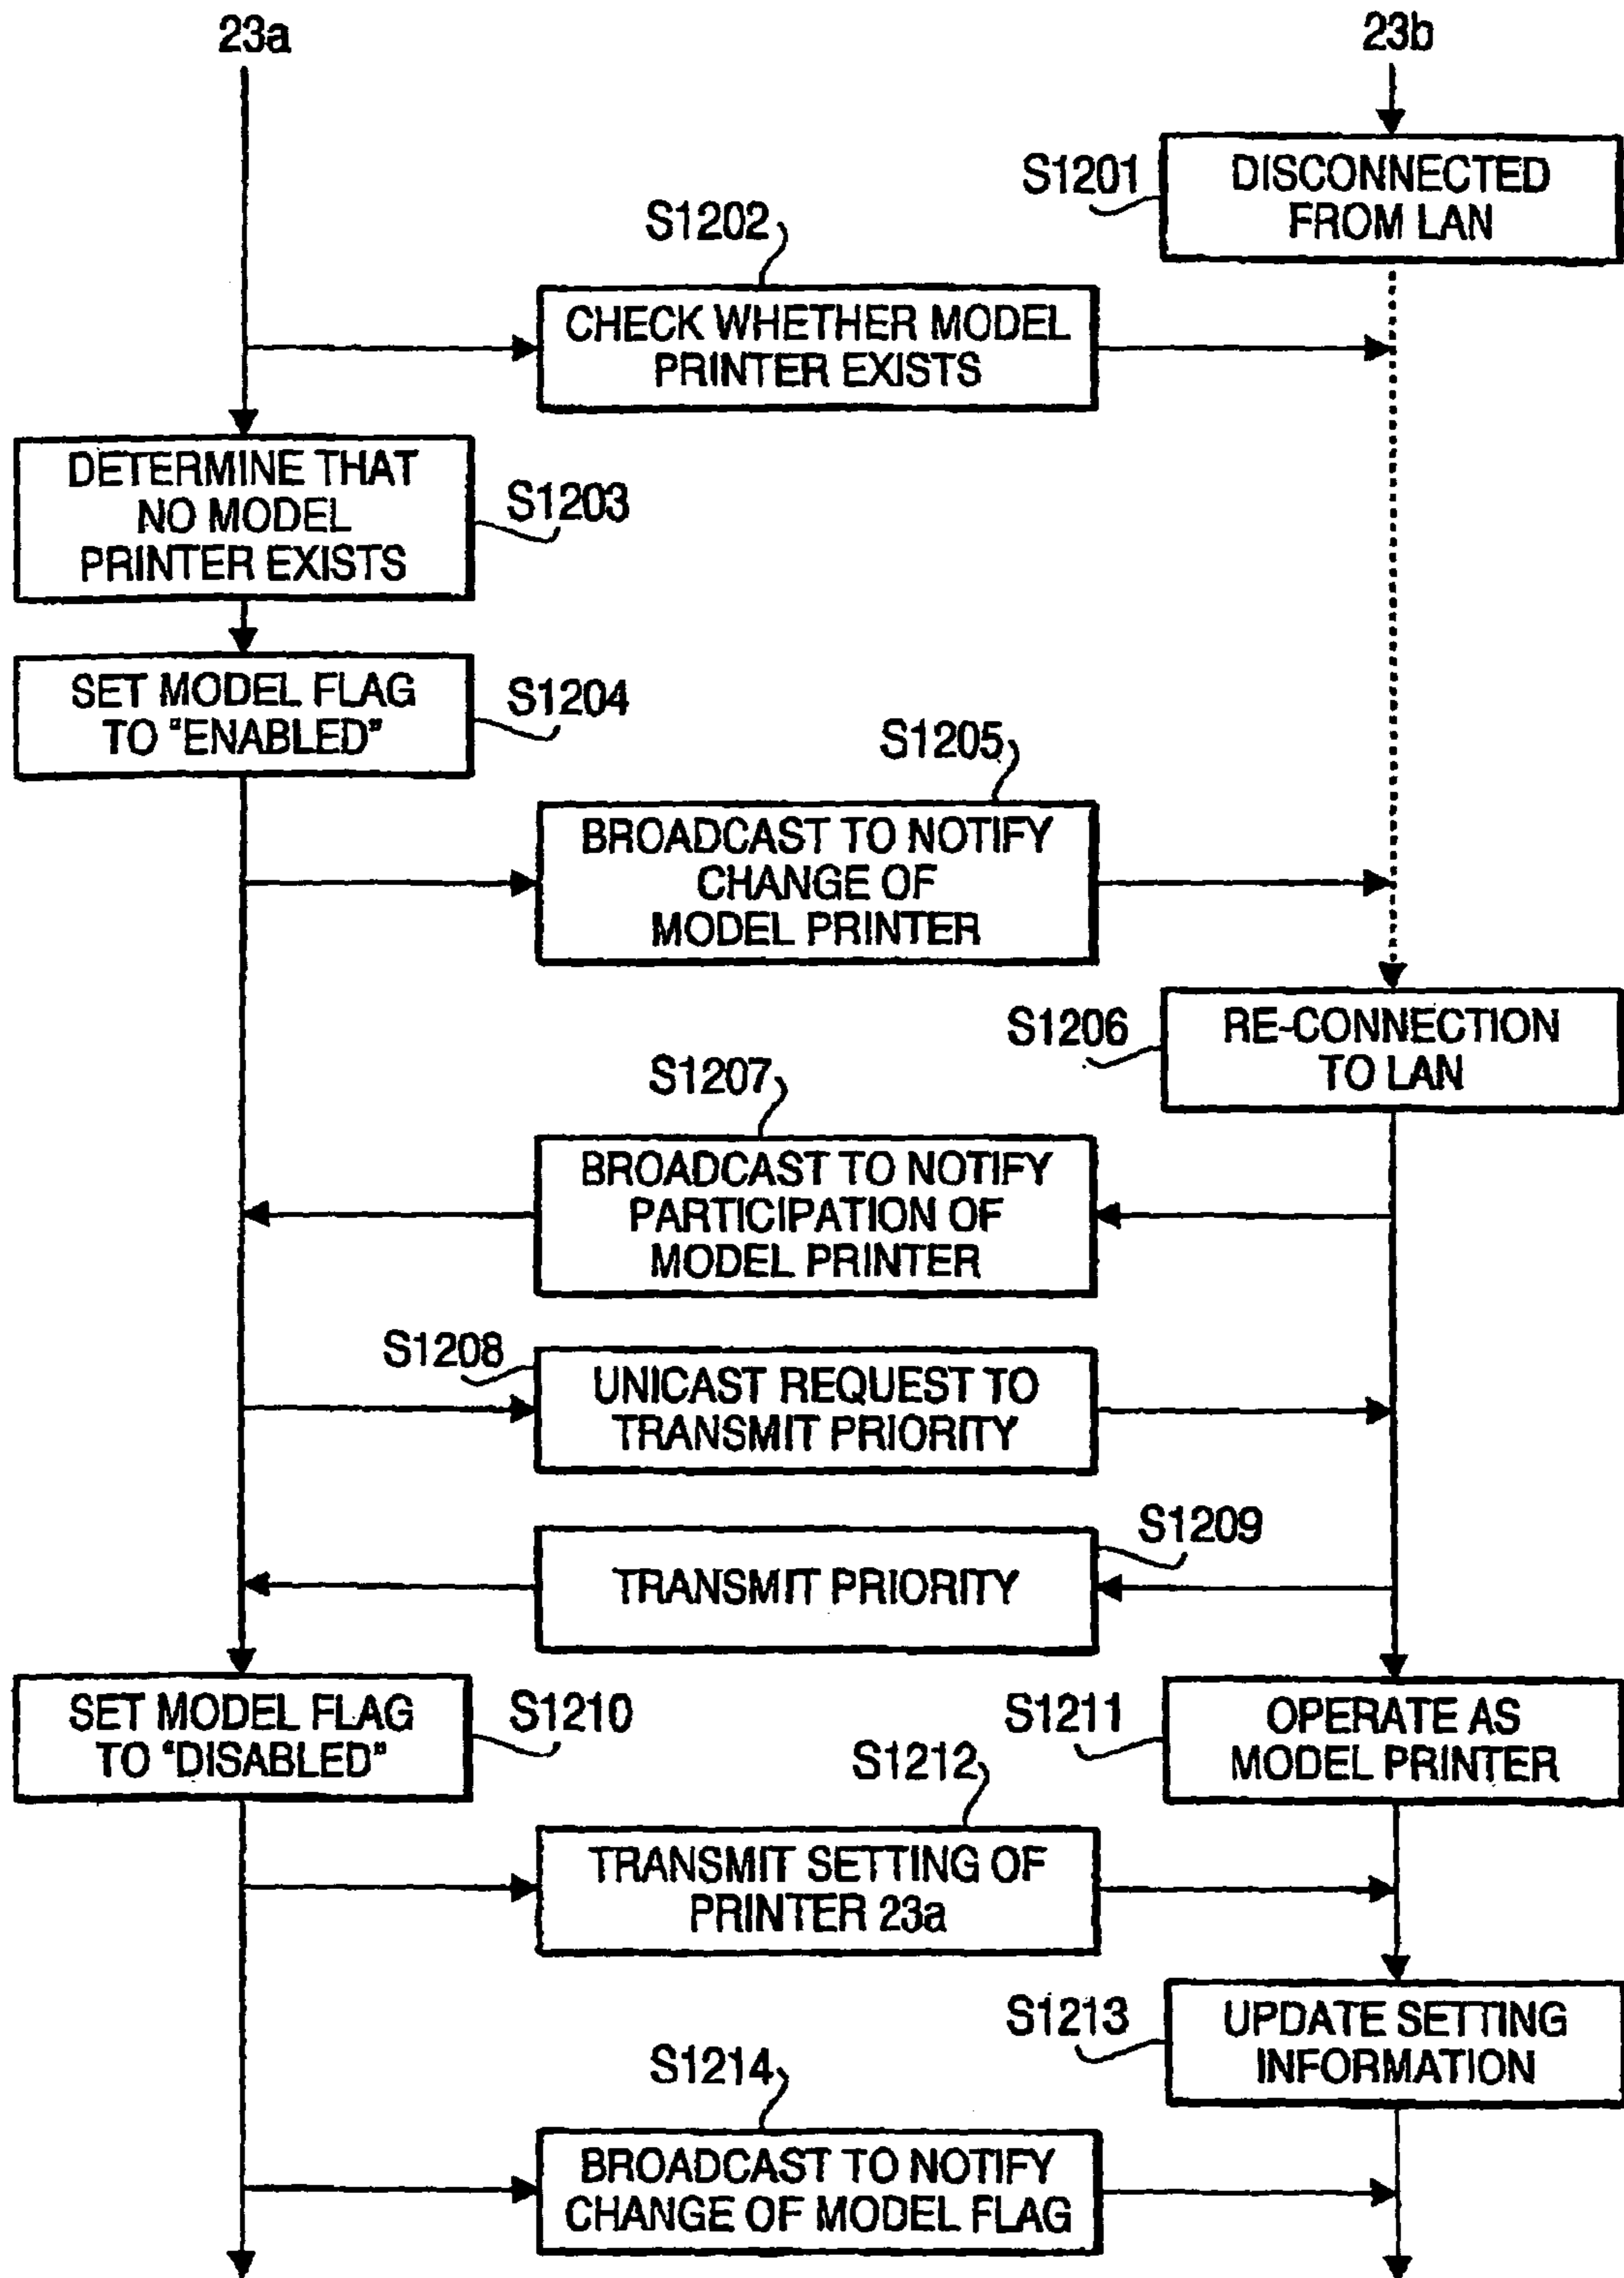 23a
23b
S1201
DISCONNECTED
FROM LAN
S1202
CHECK WHETHER MODEL
PRINTER EXISTS
DETERMINE THAT
NO MODEL
PRINTER EXISTS
S1203
SET MODEL FLAG
TO "ENABLED"
S1204
S1205
BROADCAST TO NOTIFY
CHANGE OF
MODEL PRINTER
S1206
RE-CONNECTION
TO LAN
S1207
BROADCAST TO NOTIFY
PARTICIPATION OF
MODEL PRINTER
S1208
UNICAST REQUEST TO
TRANSMIT PRIORITY
S1209
TRANSMIT PRIORITY
SET MODEL FLAG
TO "DISABLED"
S1210
S1211
OPERATE AS
MODEL PRINTER
S1212
TRANSMIT SETTING OF
PRINTER 23a
S1213
UPDATE SETTING
INFORMATION
S1214
BROADCAST TO NOTIFY
CHANGE OF MODEL FLAG